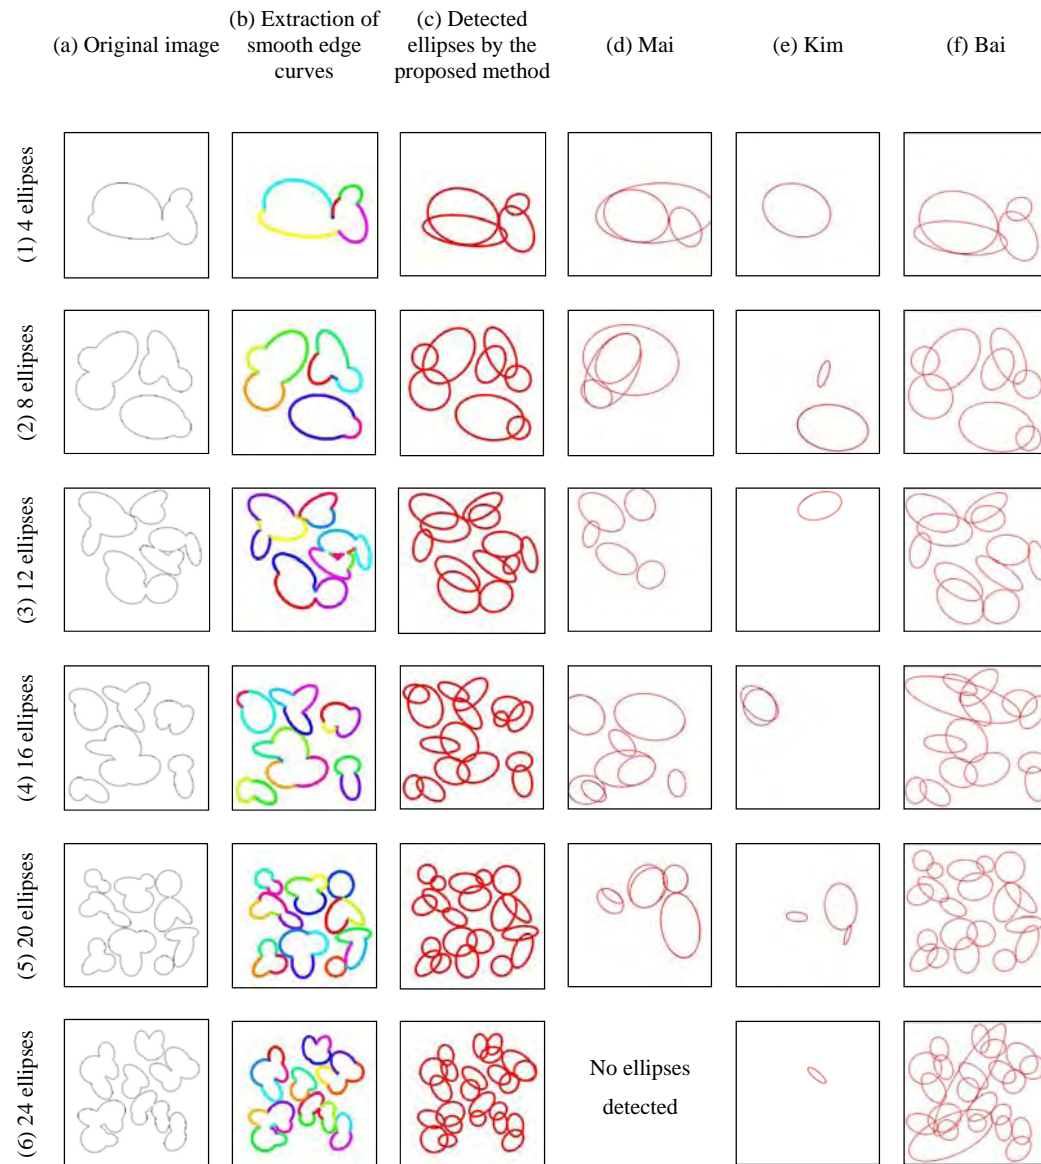 (a) Original image
(b) Extraction of
smooth edge
curves
(c) Detected
ellipses by the
proposed method
(d) Mai
(e) Kim
(f) Bai
(1) 4 ellipses
(2) 8 ellipses
(3) 12 ellipses
(4) 16 ellipses
(5) 20 ellipses
(6) 24 ellipses
No ellipses
detected